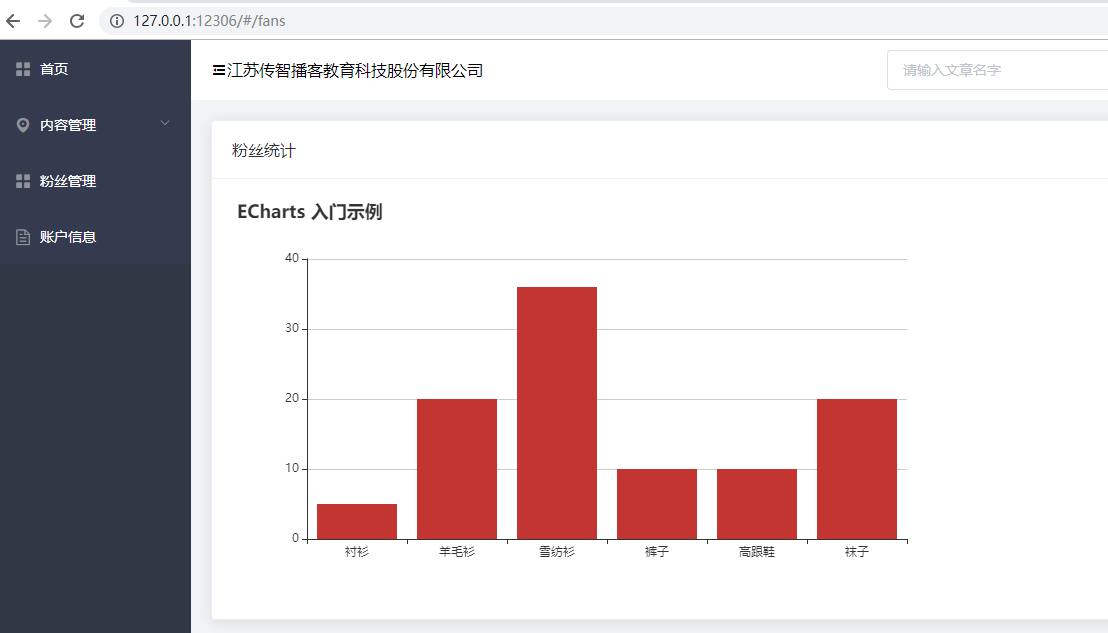 127.0.0.1:12306/#/fans
首页
内容管理
粉丝管理
账户信息
江苏传智播客教育科技股份有限公司
请输入文章名字
粉丝统计
ECharts 入门示例
40
30
20
10
0
衬衫
羊毛衫
雪纺衫
裤子
高跟鞋
袜子